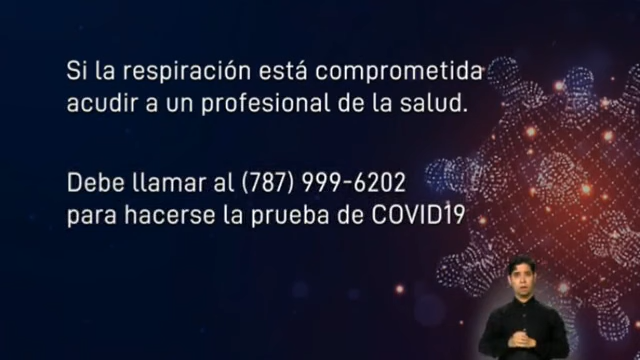 Si la respiración está comprometida
acudir a un profesional de la salud.
Debe llamar al (787) 999-6202
para hacerse la prueba de COVID19